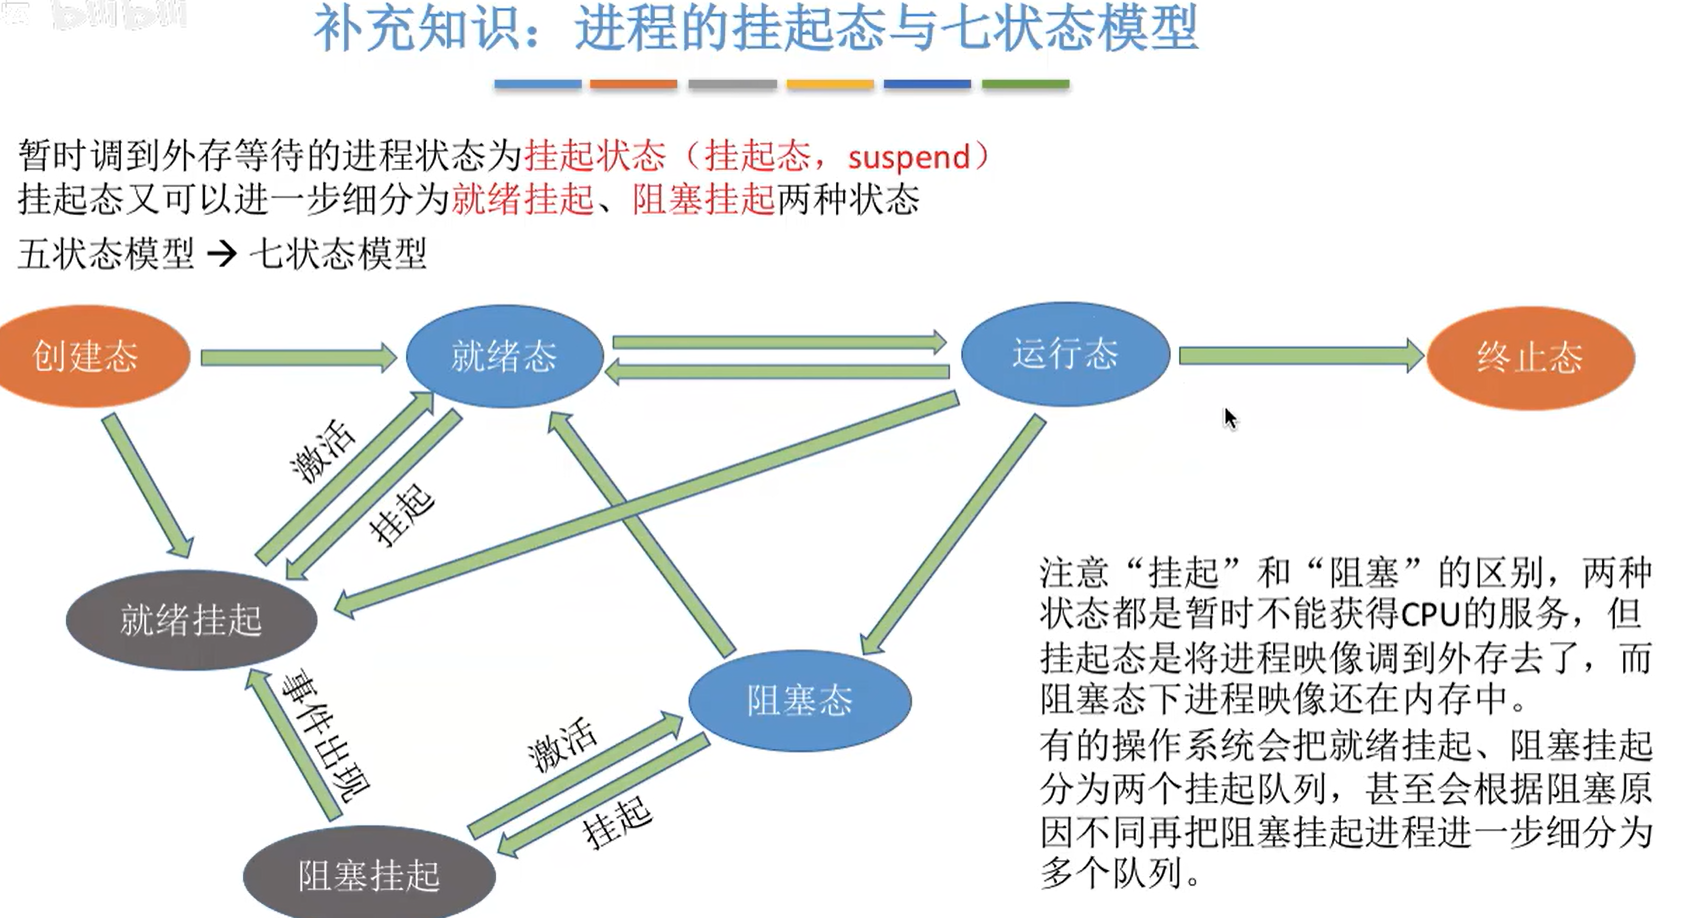 补充知识：进程的挂起态与七状态模型
暂时调到外存等待的进程状态为挂起状态（挂起态，suspend）
挂起态又可以进一步细分为就绪挂起、阻塞挂起两种状态
五状态模型→七状态模型
创建态
就绪态
运行态
终止态
激活
挂起
就绪挂起
事件出现
阻塞态
激活
挂起
阻塞挂起
注意“挂起”和“阻塞”的区别，两种
状态都是暂时不能获得CPU的服务，但
挂起态是将进程映像调到外存去了，而
阻塞态下进程映像还在内存中。
有的操作系统会把就绪挂起、阻塞挂起
分为两个挂起队列，甚至会根据阻塞原
因不同再把阻塞挂起进程进一步细分为
多个队列。